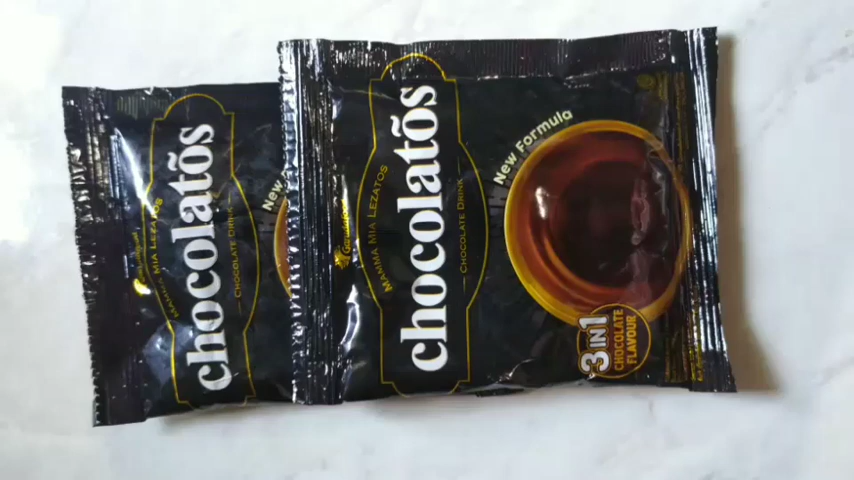 Garudafood
MAMMA MIA LEZATOS
chocolatõs
CHOCOLATE DRINK
New
MAMMA MIA LEZATOS
chocolatõs
CHOCOLATE DRINK
New Formula
3 IN 1
CHOCOLATE
FLAVOUR